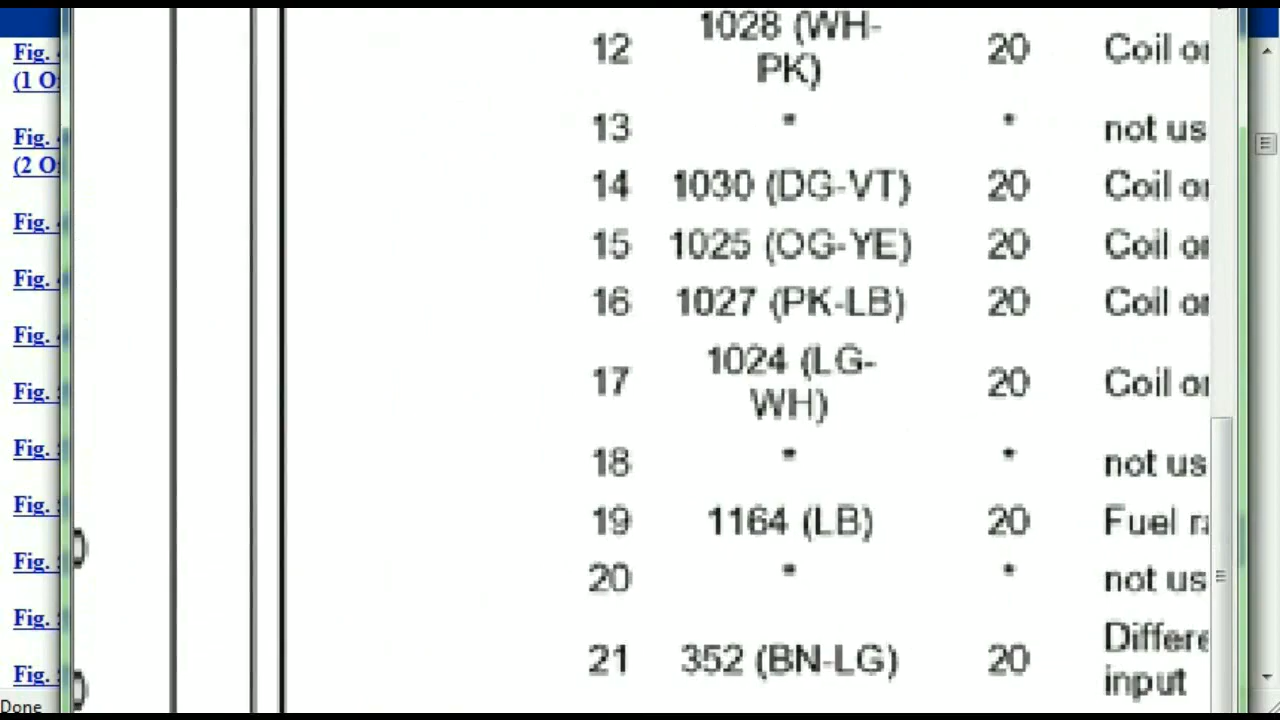 Fig.
(1 O
Fig.
(2 O
Fig.
Fig.
Fig.
Fig.
Fig.
Fig.
Fig.
Fig.
Fig.
Done
12 1028 (WH-
PK) 20 Coil o
13 * * not us
14 1030 (DG-VT) 20 Coil o
15 1025 (OG-YE) 20 Coil o
16 1027 (PK-LB) 20 Coil o
17 1024 (LG-
WH) 20 Coil o
18 * * not us
19 1164 (LB) 20 Fuel r
20 * * not us
21 352 (BN-LG) 20 Differe
input